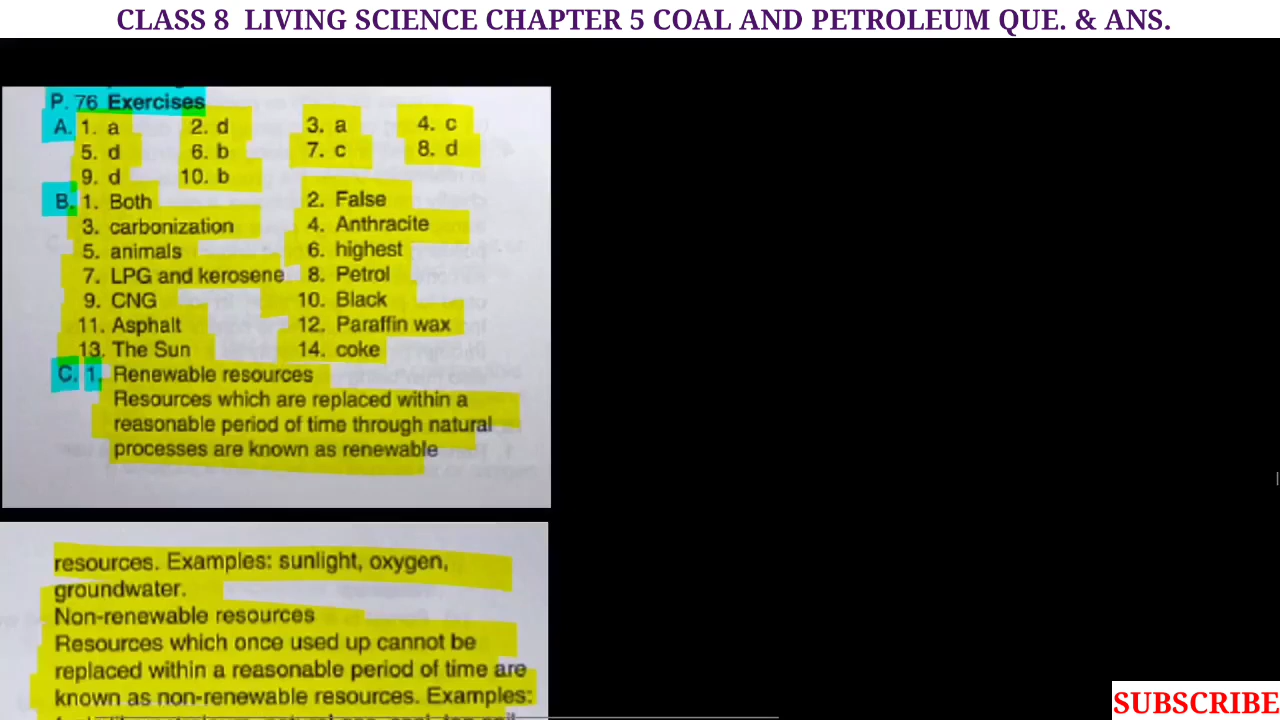 CLASS 8 LIVING SCIENCE CHAPTER 5 COAL AND PETROLEUM QUE. & ANS.
P. 76 Exercises
A. 1. a 2. d 3. a 4. c
5. d 6. b 7. c 8. d
9. d 10. b
B. 1. Both 2. False
3. carbonization 4. Anthracite
5. animals 6. highest
7. LPG and kerosene 8. Petrol
9. CNG 10. Black
11. Asphalt 12. Paraffin wax
13. The Sun 14. coke
C. 1. Renewable resources
Resources which are replaced within a
reasonable period of time through natural
processes are known as renewable
resources. Examples: sunlight, oxygen,
groundwater.
Non-renewable resources
Resources which once used up cannot be
replaced within a reasonable period of time are
known as non-renewable resources. Examples:
SUBSCRIBE